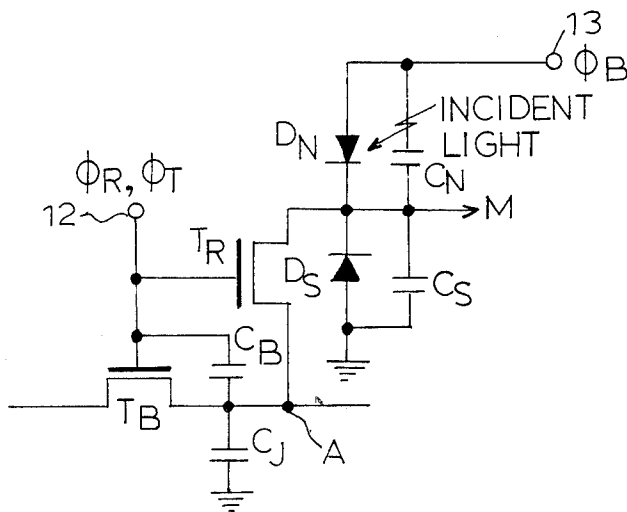 13
ΦB
INCIDENT
LIGHT
DN
CN
ΦR, ΦT
12
M
TR
DS
CS
CB
TB
CJ
A